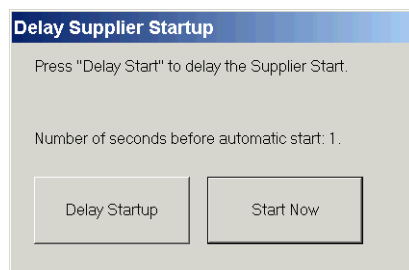 Delay Supplier Startup
Press "Delay Start" to delay the Supplier Start.
Number of seconds before automatic start: 1.
Delay Startup
Start Now